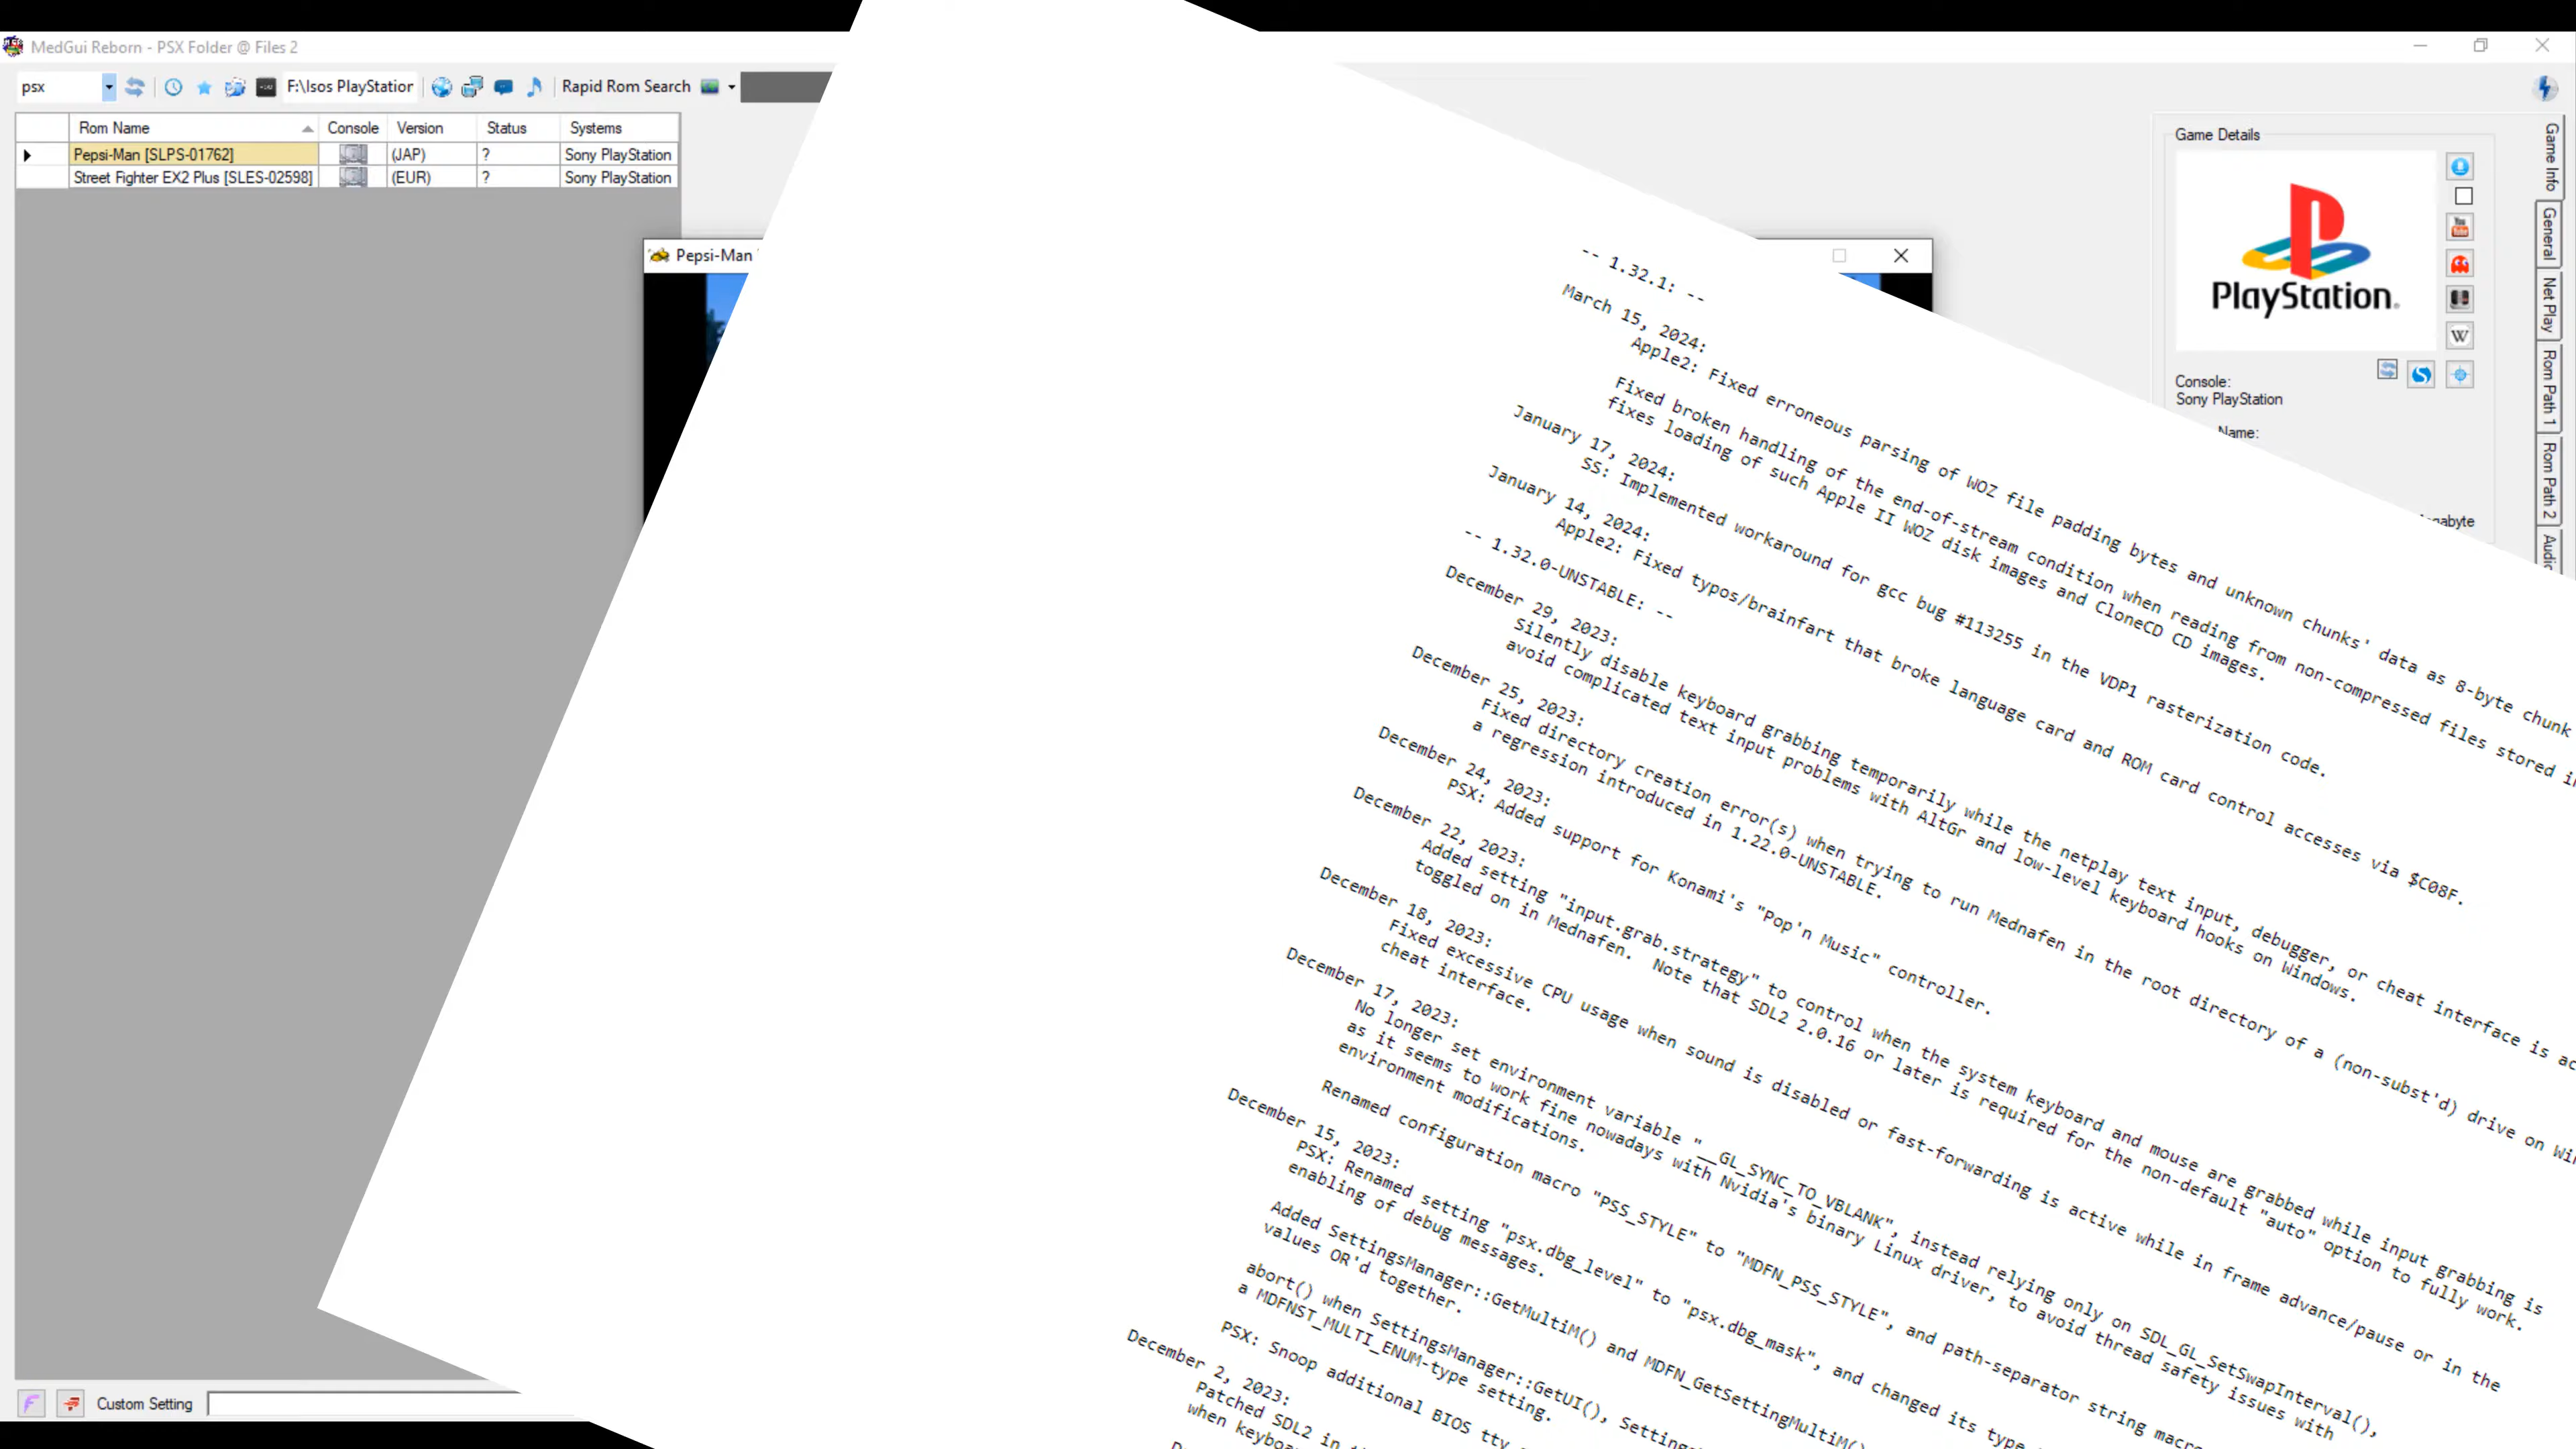 MedGui Reborn - PSX Folder @ Files 2
psx
F:\Isos PlayStation
Rapid Rom Search
Rom Name Console Version Status Systems
Pepsi-Man [SLPS-01762] (JAP) ? Sony PlayStation
Street Fighter EX2 Plus [SLES-02598] (EUR) ? Sony PlayStation
Pepsi-Man
Game Details
PlayStation
You Tube
W
Console:
Sony PlayStation
Name:
Game Info
General
Net Play
Rom Path 1
Rom Path 2
Custom Setting
-- 1.32.1: --
March 15, 2024:
Apple2: Fixed erroneous parsing of WOZ file padding bytes and unknown chunks' data as 8-byte chunk
Fixed broken handling of the end-of-stream condition when reading from non-compressed files stored
fixes loading of such Apple II WOZ disk images and CloneCD CD images.
January 17, 2024:
SS: Implemented workaround for gcc bug #113255 in the VDP1 rasterization code.
January 14, 2024:
Apple2: Fixed typos/brainfart that broke language card and ROM card control accesses via $C08F.
-- 1.32.0-UNSTABLE: --
December 29, 2023:
Silently disable keyboard grabbing temporarily while the netplay text input, debugger, or cheat interface is
avoid complicated text input problems with AltGr and low-level keyboard hooks on Windows.
December 25, 2023:
Fixed directory creation error(s) when trying to run Mednafen in the root directory of a (non-subst'd) drive on
a regression introduced in 1.22.0-UNSTABLE.
December 24, 2023:
PSX: Added support for Konami's "Pop'n Music" controller.
December 22, 2023:
Added setting "input.grab.strategy" to control when the system keyboard and mouse are grabbed while input grabbing is
toggled on in Mednafen.  Note that SDL2 2.0.16 or later is required for the non-default "auto" option to fully work.
December 18, 2023:
Fixed excessive CPU usage when sound is disabled or fast-forwarding is active while in frame advance/pause or in the
cheat interface.
December 17, 2023:
No longer set environment variable "__GL_SYNC_TO_VBLANK", instead relying only on SDL_GL_SetSwapInterval(),
as it seems to work fine nowadays with Nvidia's binary Linux driver, to avoid thread safety issues with
environment modifications.
Renamed configuration macro "PSS_STYLE" to "MDFN_PSS_STYLE", and path-separator string
December 15, 2023:
PSX: Renamed setting "psx.dbg_level" to "psx.dbg_mask", and changed its type
enabling of debug messages.
Added SettingsManager::GetMultiM() and MDFN_GetSettingMultiM()
values OR'd together.
abort() when SettingsManager::GetUI(),
a MDFNST_MULTI_ENUM-type setting.
PSX: Snoop additional BIOS tty
December 2, 2023:
Patched SDL2 in
when